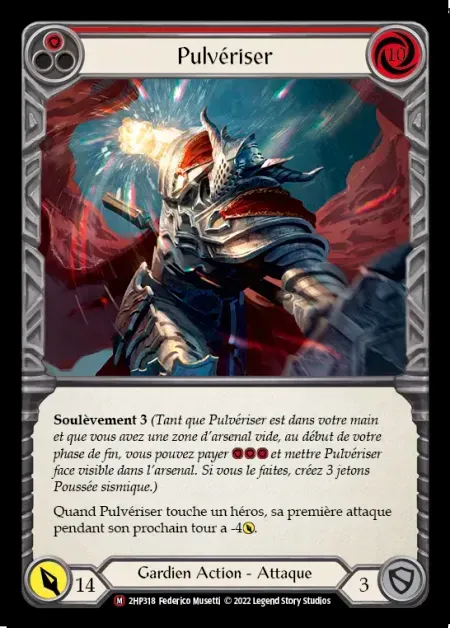 Pulvériser
10
Soulèvement 3 (Tant que Pulvériser est dans votre main
et que vous avez une zone d'arsenal vide, au début de votre
phase de fin, vous pouvez payer et mettre Pulvériser
face visible dans l'arsenal. Si vous le faites, créez 3 jetons
Poussée sismique.)
Quand Pulvériser touche un héros, sa première attaque
pendant son prochain tour a -4.
14
Gardien Action - Attaque
3
M 2HP318 Federico Musetti © 2022 Legend Story Studios